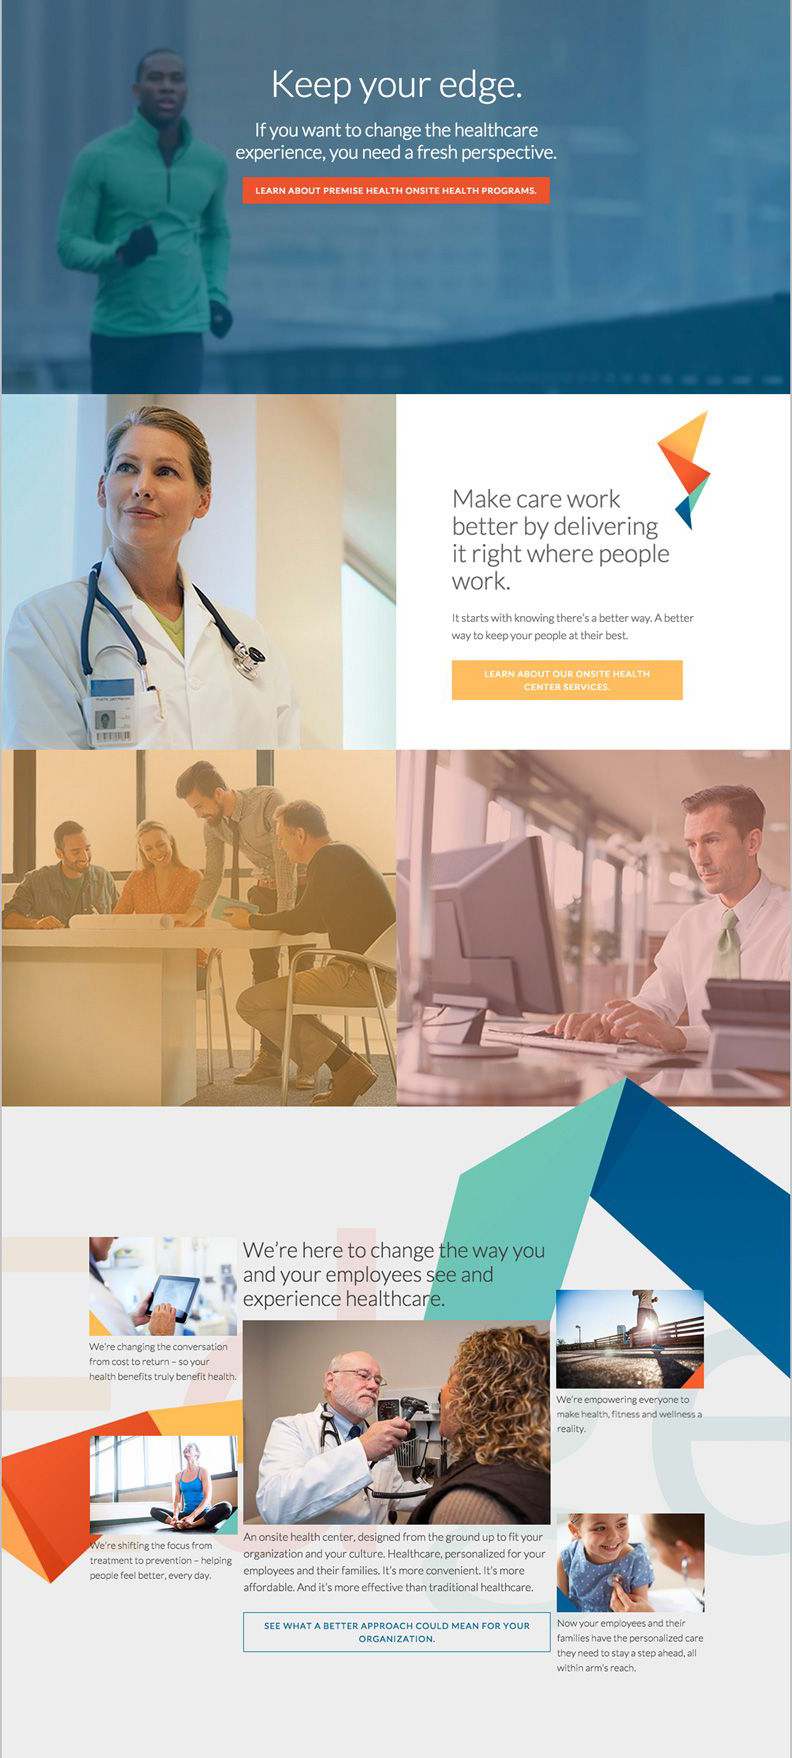 Keep your edge.
If you want to change the healthcare
experience, you need a fresh perspective.
LEARN ABOUT PREMISE HEALTH ONSITE HEALTH PROGRAMS.
Make care work
better by delivering
it right where people
work.
It starts with knowing there's a better way. A better
way to keep your people at their best.
LEARN ABOUT OUR ONSITE HEALTH
CENTER SERVICES.
We're here to change the way you
and your employees see and
experience healthcare.
We're changing the conversation
from cost to return – so your
health benefits truly benefit health.
We're shifting the focus from
treatment to prevention – helping
people feel better, every day.
An onsite health center, designed from the ground up to fit your
organization and your culture. Healthcare, personalized for your
employees and their families. It's more convenient. It's more
affordable. And it's more effective than traditional healthcare.
SEE WHAT A BETTER APPROACH COULD MEAN FOR YOUR
ORGANIZATION.
We're empowering everyone to
make health, fitness and wellness a
reality.
Now your employees and their
families have the personalized care
they need to stay a step ahead, all
within arm's reach.